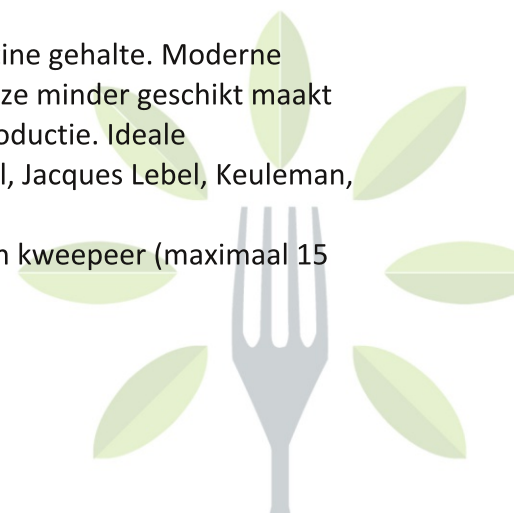 ine gehalte. Moderne
ze minder geschikt maakt
oductie. Ideale
l, Jacques Lebel, Keuleman,
n kweepeer (maximaal 15